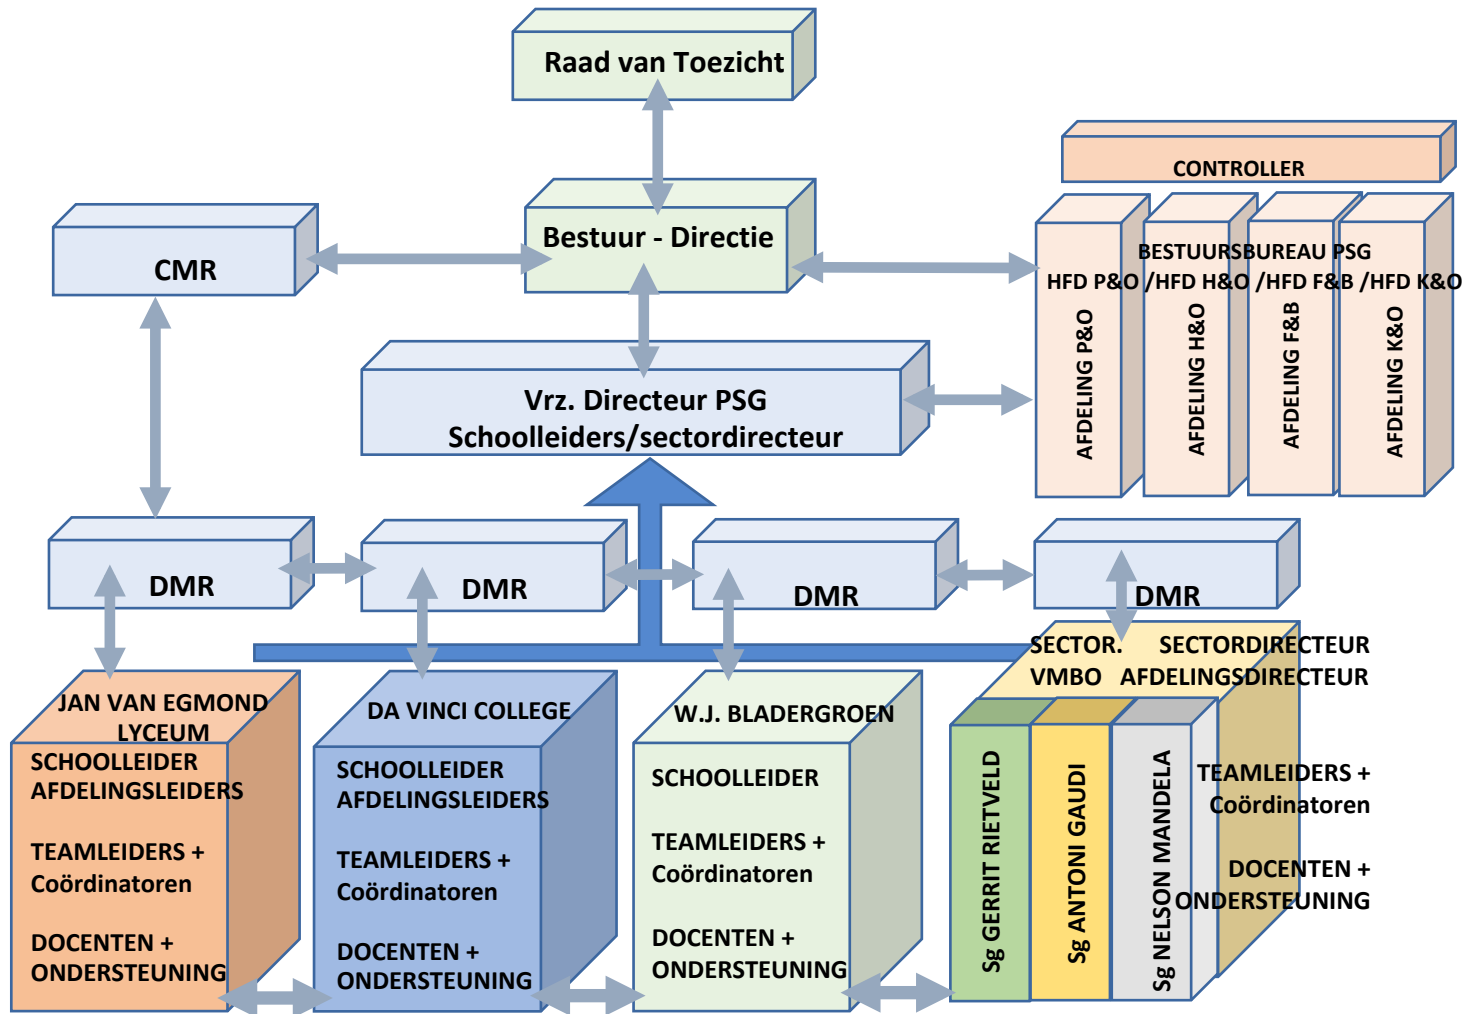 Raad van Toezicht
CONTROLLER
Bestuur - Directie
CMR
BESTUURSBUREAU PSG
HFD P&O /HFD H&O /HFD F&B /HFD K&O
AFDELING P&O
AFDELING H&O
AFDELING F&B
AFDELING K&O
Vrz. Directeur PSG
Schoolleiders/sectordirecteur
DMR
DMR
DMR
DMR
JAN VAN EGMOND
LYCEUM
SCHOOLLEIDER
AFDELINGSLEIDERS
TEAMLEIDERS +
Coördinatoren
DOCENTEN +
ONDERSTEUNING
DA VINCI COLLEGE
SCHOOLLEIDER
AFDELINGSLEIDERS
TEAMLEIDERS +
Coördinatoren
DOCENTEN +
ONDERSTEUNING
W.J. BLADERGROEN
SCHOOLLEIDER
TEAMLEIDERS +
Coördinatoren
DOCENTEN +
ONDERSTEUNING
SECTOR. SECTORDIRECTEUR
VMBO AFDELINGSDIRECTEUR
Sg GERRIT RIETVELD
Sg ANTONI GAUDI
Sg NELSON MANDELA
TEAMLEIDERS +
Coördinatoren
DOCENTEN +
ONDERSTEUNING